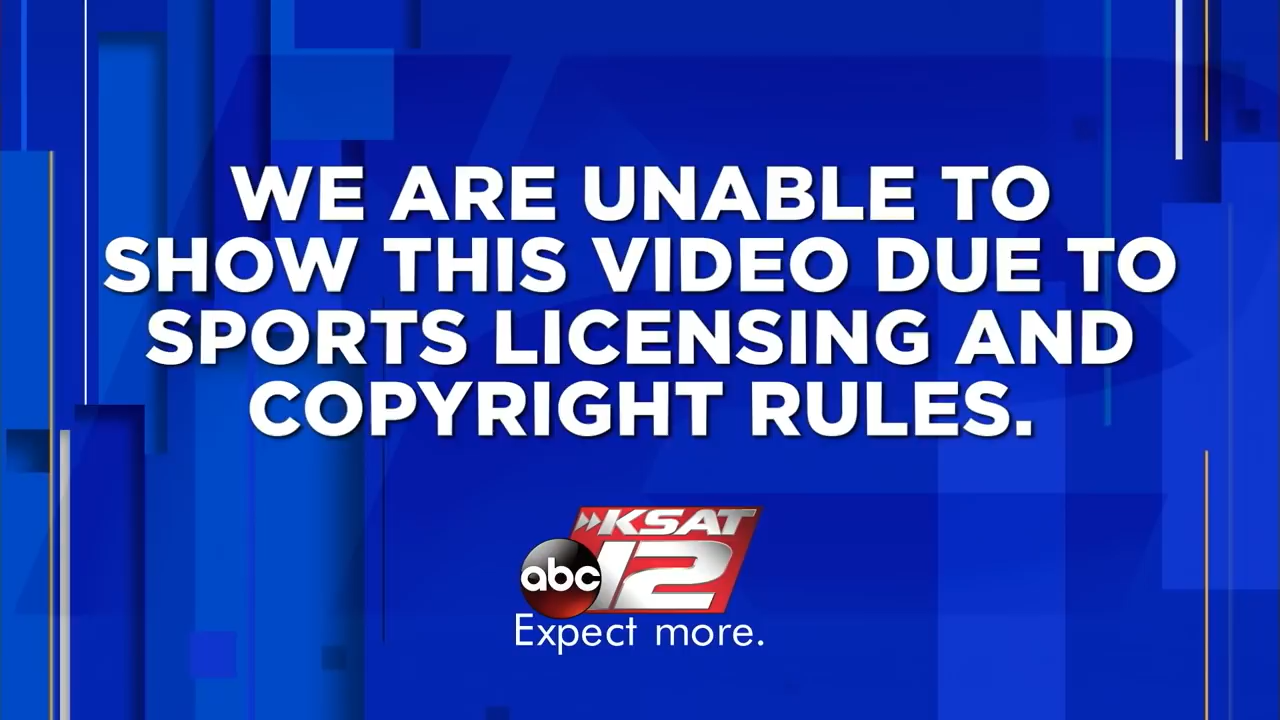 WE ARE UNABLE TO
SHOW THIS VIDEO DUE TO
SPORTS LICENSING AND
COPYRIGHT RULES.
KSAT
abc 12
Expect more.